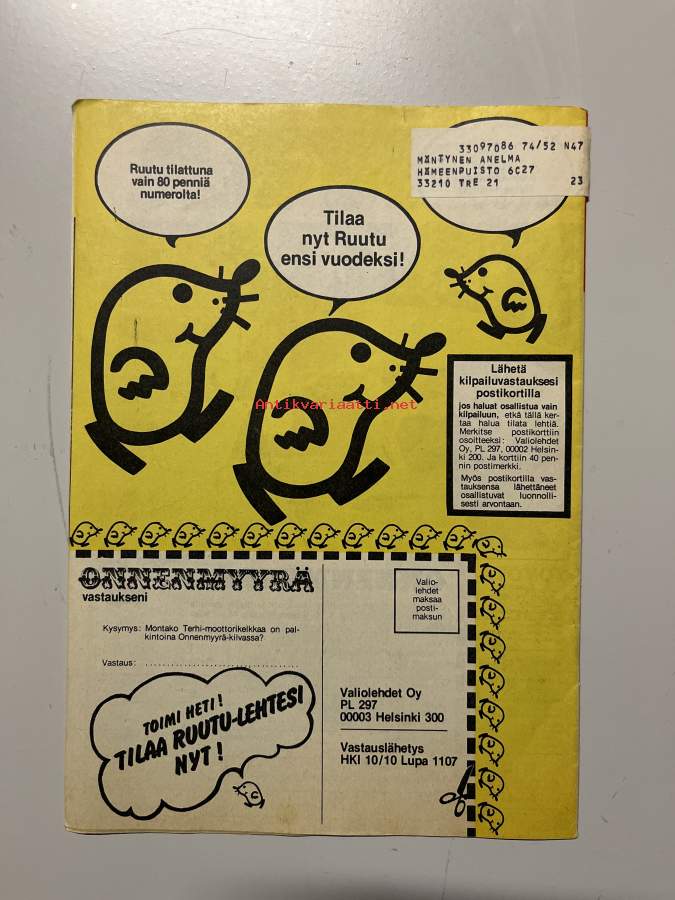 Ruutu tilattuna
vain 80 penniä
numerolta!
33097086 74/52 N47
MÄNTYNEN ANELMA
HÄMEENPUISTO 6C27
33210 TRE 21 23
Tilaa
nyt Ruutu
ensi vuodeksi!
Lähetä
kilpailuvastauksesi
postikortilla
jos haluat osallistua vain
kilpailuun, etkä tällä ker-
taa halua tilata lehtiä.
Merkitse postikorttiin
osoitteeksi: Valiolehdet
Oy, PL 297, 00002 Helsin-
ki 200. Ja korttiin 40 pen-
nin postimerkki.
Myös postikortilla vas-
tauksensa lähettäneet
osallistuvat luonnolli-
sesti arvontaan.
Antikvariaatti.net
ONNENMYYRÄ
vastaukseni
Kysymys: Montako Terhi-moottorikelkkaa on pal-
kintoina Onnenmyyrä-kilvassa?
Vastaus:
TOIMI HETI!
TILAA RUUTU-LEHTESI
NYT!
Valio-
lehdet
maksaa
posti-
maksun
Valiolehdet Oy
PL 297
00003 Helsinki 300
Vastauslähetys
HKI 10/10 Lupa 1107